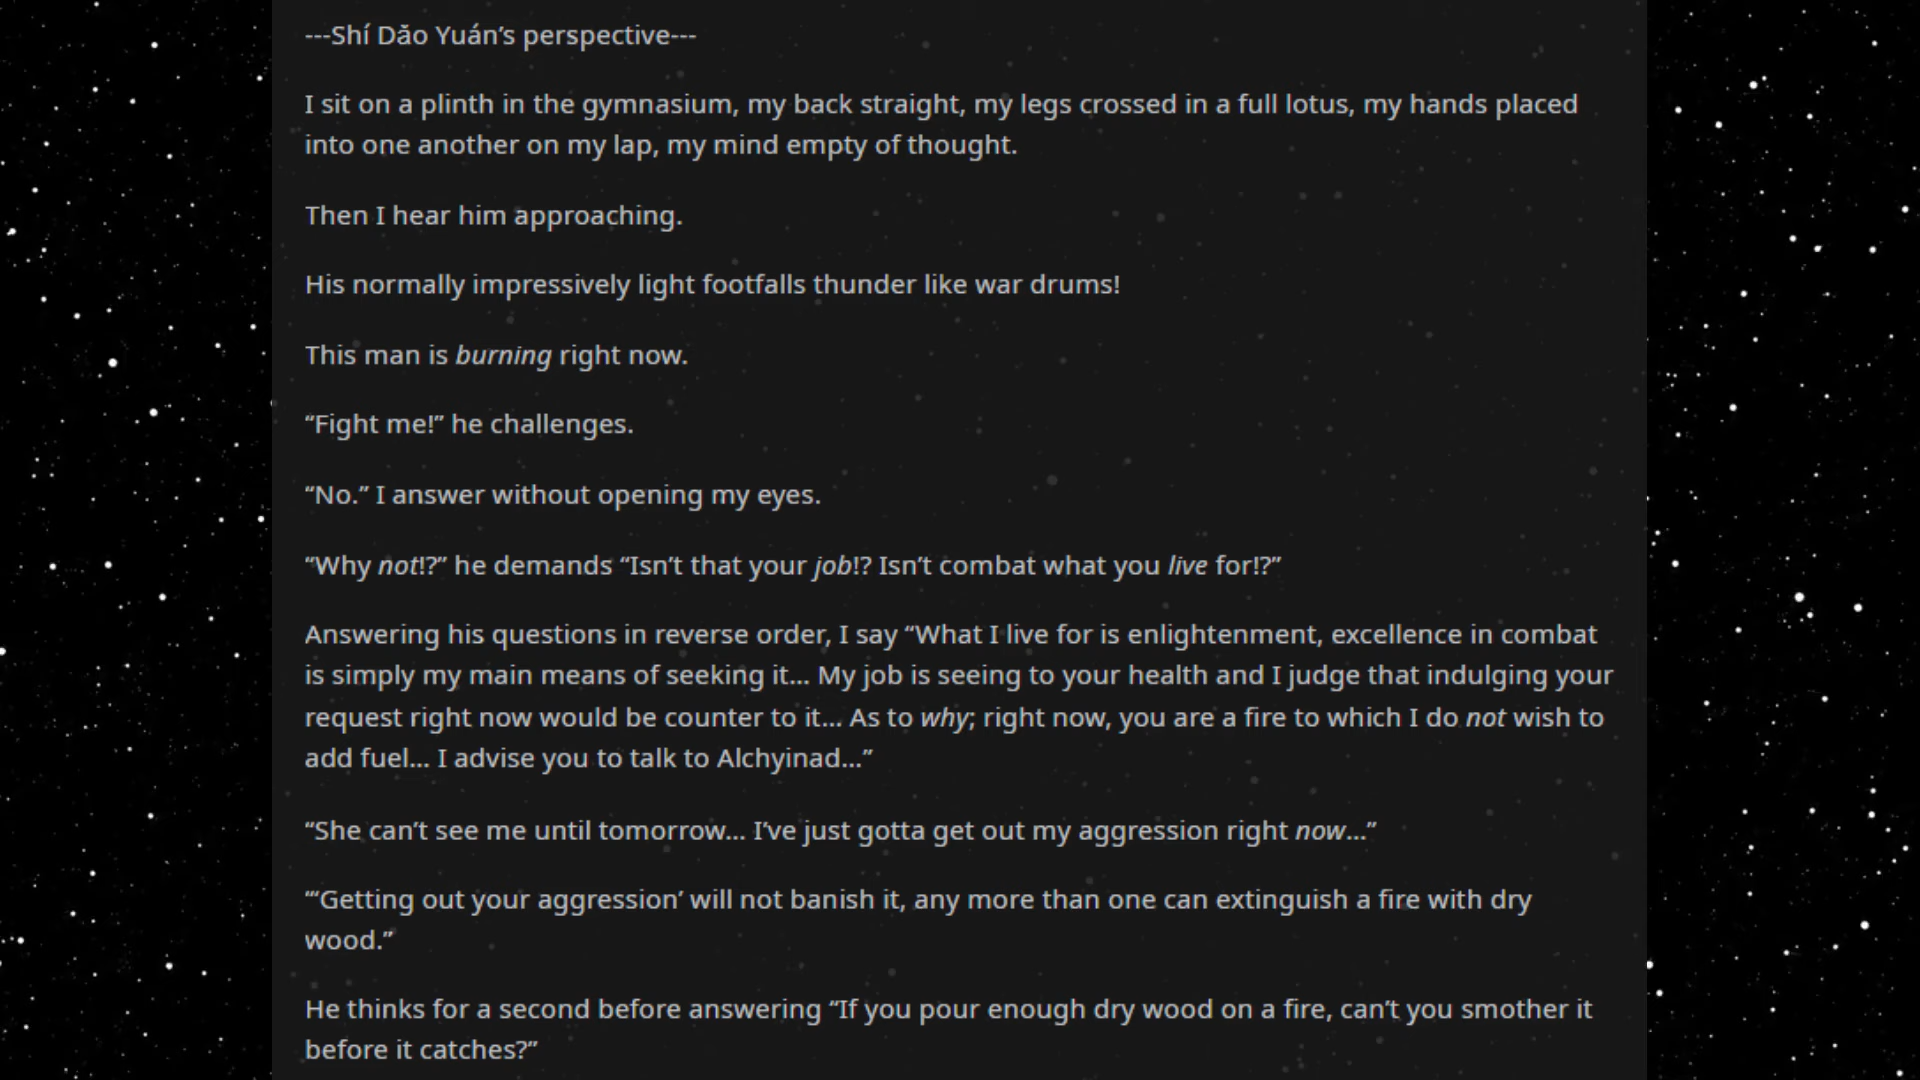 ---Shí Dǎo Yuán’s perspective---
I sit on a plinth in the gymnasium, my back straight, my legs crossed in a full lotus, my hands placed
into one another on my lap, my mind empty of thought.
Then I hear him approaching.
His normally impressively light footfalls thunder like war drums!
This man is burning right now.
“Fight me!” he challenges.
“No.” I answer without opening my eyes.
“Why not!?” he demands “Isn’t that your job!? Isn’t combat what you live for!?”
Answering his questions in reverse order, I say “What I live for is enlightenment, excellence in combat
is simply my main means of seeking it... My job is seeing to your health and I judge that indulging your
request right now would be counter to it... As to why; right now, you are a fire to which I do not wish to
add fuel... I advise you to talk to Alchyinad...”
“She can’t see me until tomorrow... I’ve just gotta get out my aggression right now...”
“‘Getting out your aggression’ will not banish it, any more than one can extinguish a fire with dry
wood.”
He thinks for a second before answering “If you pour enough dry wood on a fire, can’t you smother it
before it catches?”